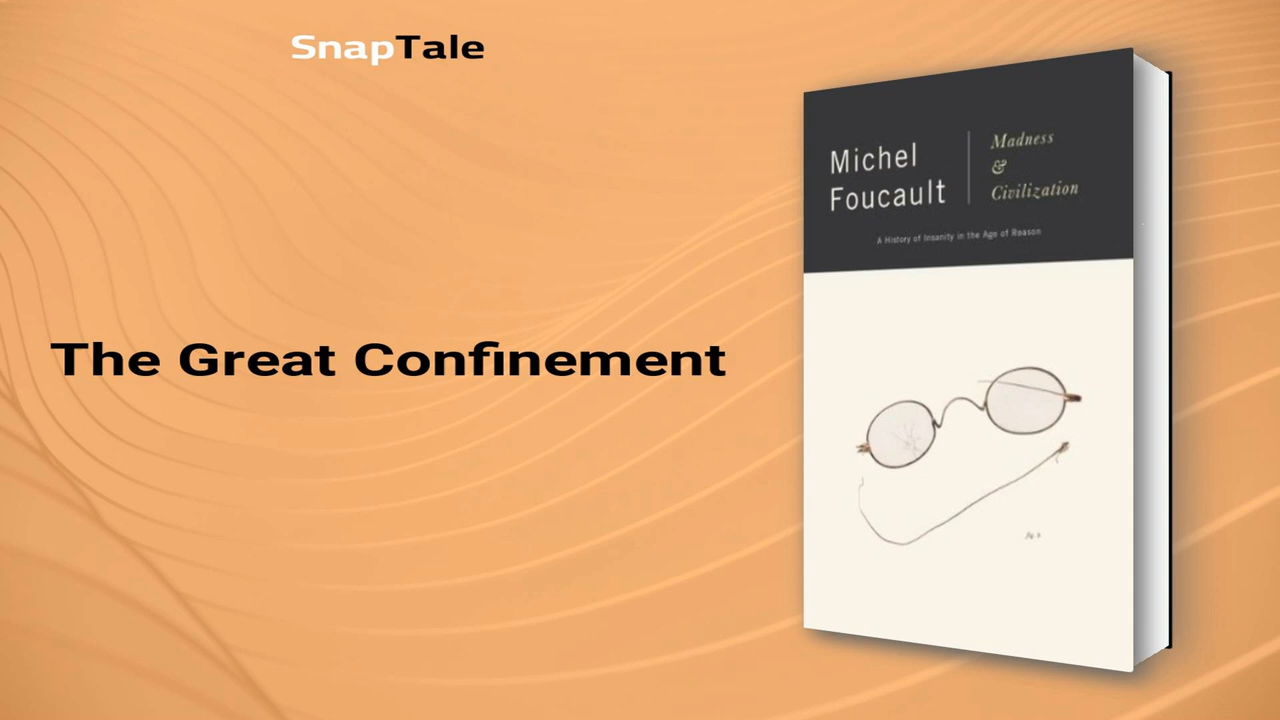 SnapTale
The Great Confinement
Michel
Foucault
Madness
&
Civilization
A History of Insanity in the Age of Reason